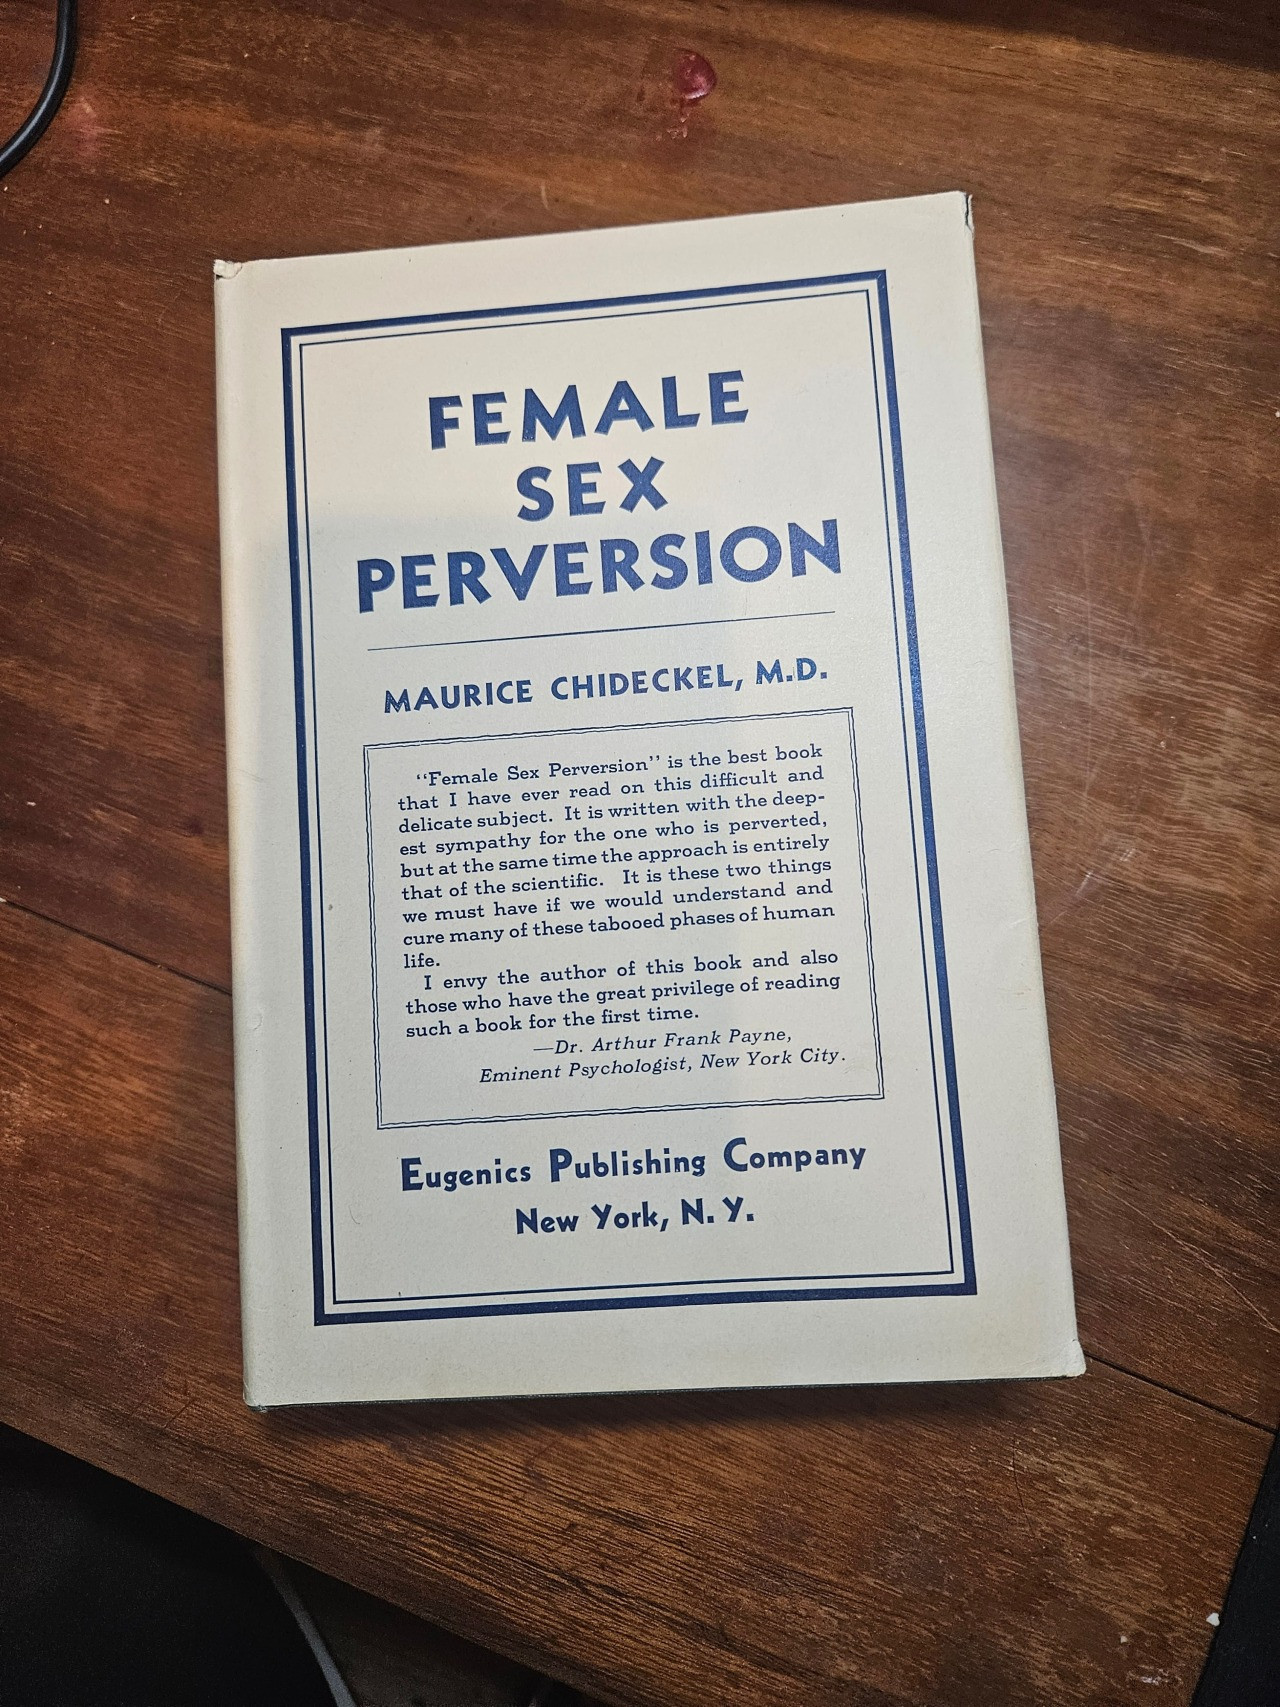 FEMALE
SEX
PERVERSION
MAURICE CHIDECKEL, M.D.
“Female Sex Perversion” is the best book
that I have ever read on this difficult and
delicate subject. It is written with the deep-
est sympathy for the one who is perverted,
but at the same time the approach is entirely
that of the scientific. It is these two things
we must have if we would understand and
cure many of these tabooed phases of human
life.
I envy the author of this book and also
those who have the great privilege of reading
such a book for the first time.
—Dr. Arthur Frank Payne,
Eminent Psychologist, New York City.
Eugenics Publishing Company
New York, N. Y.